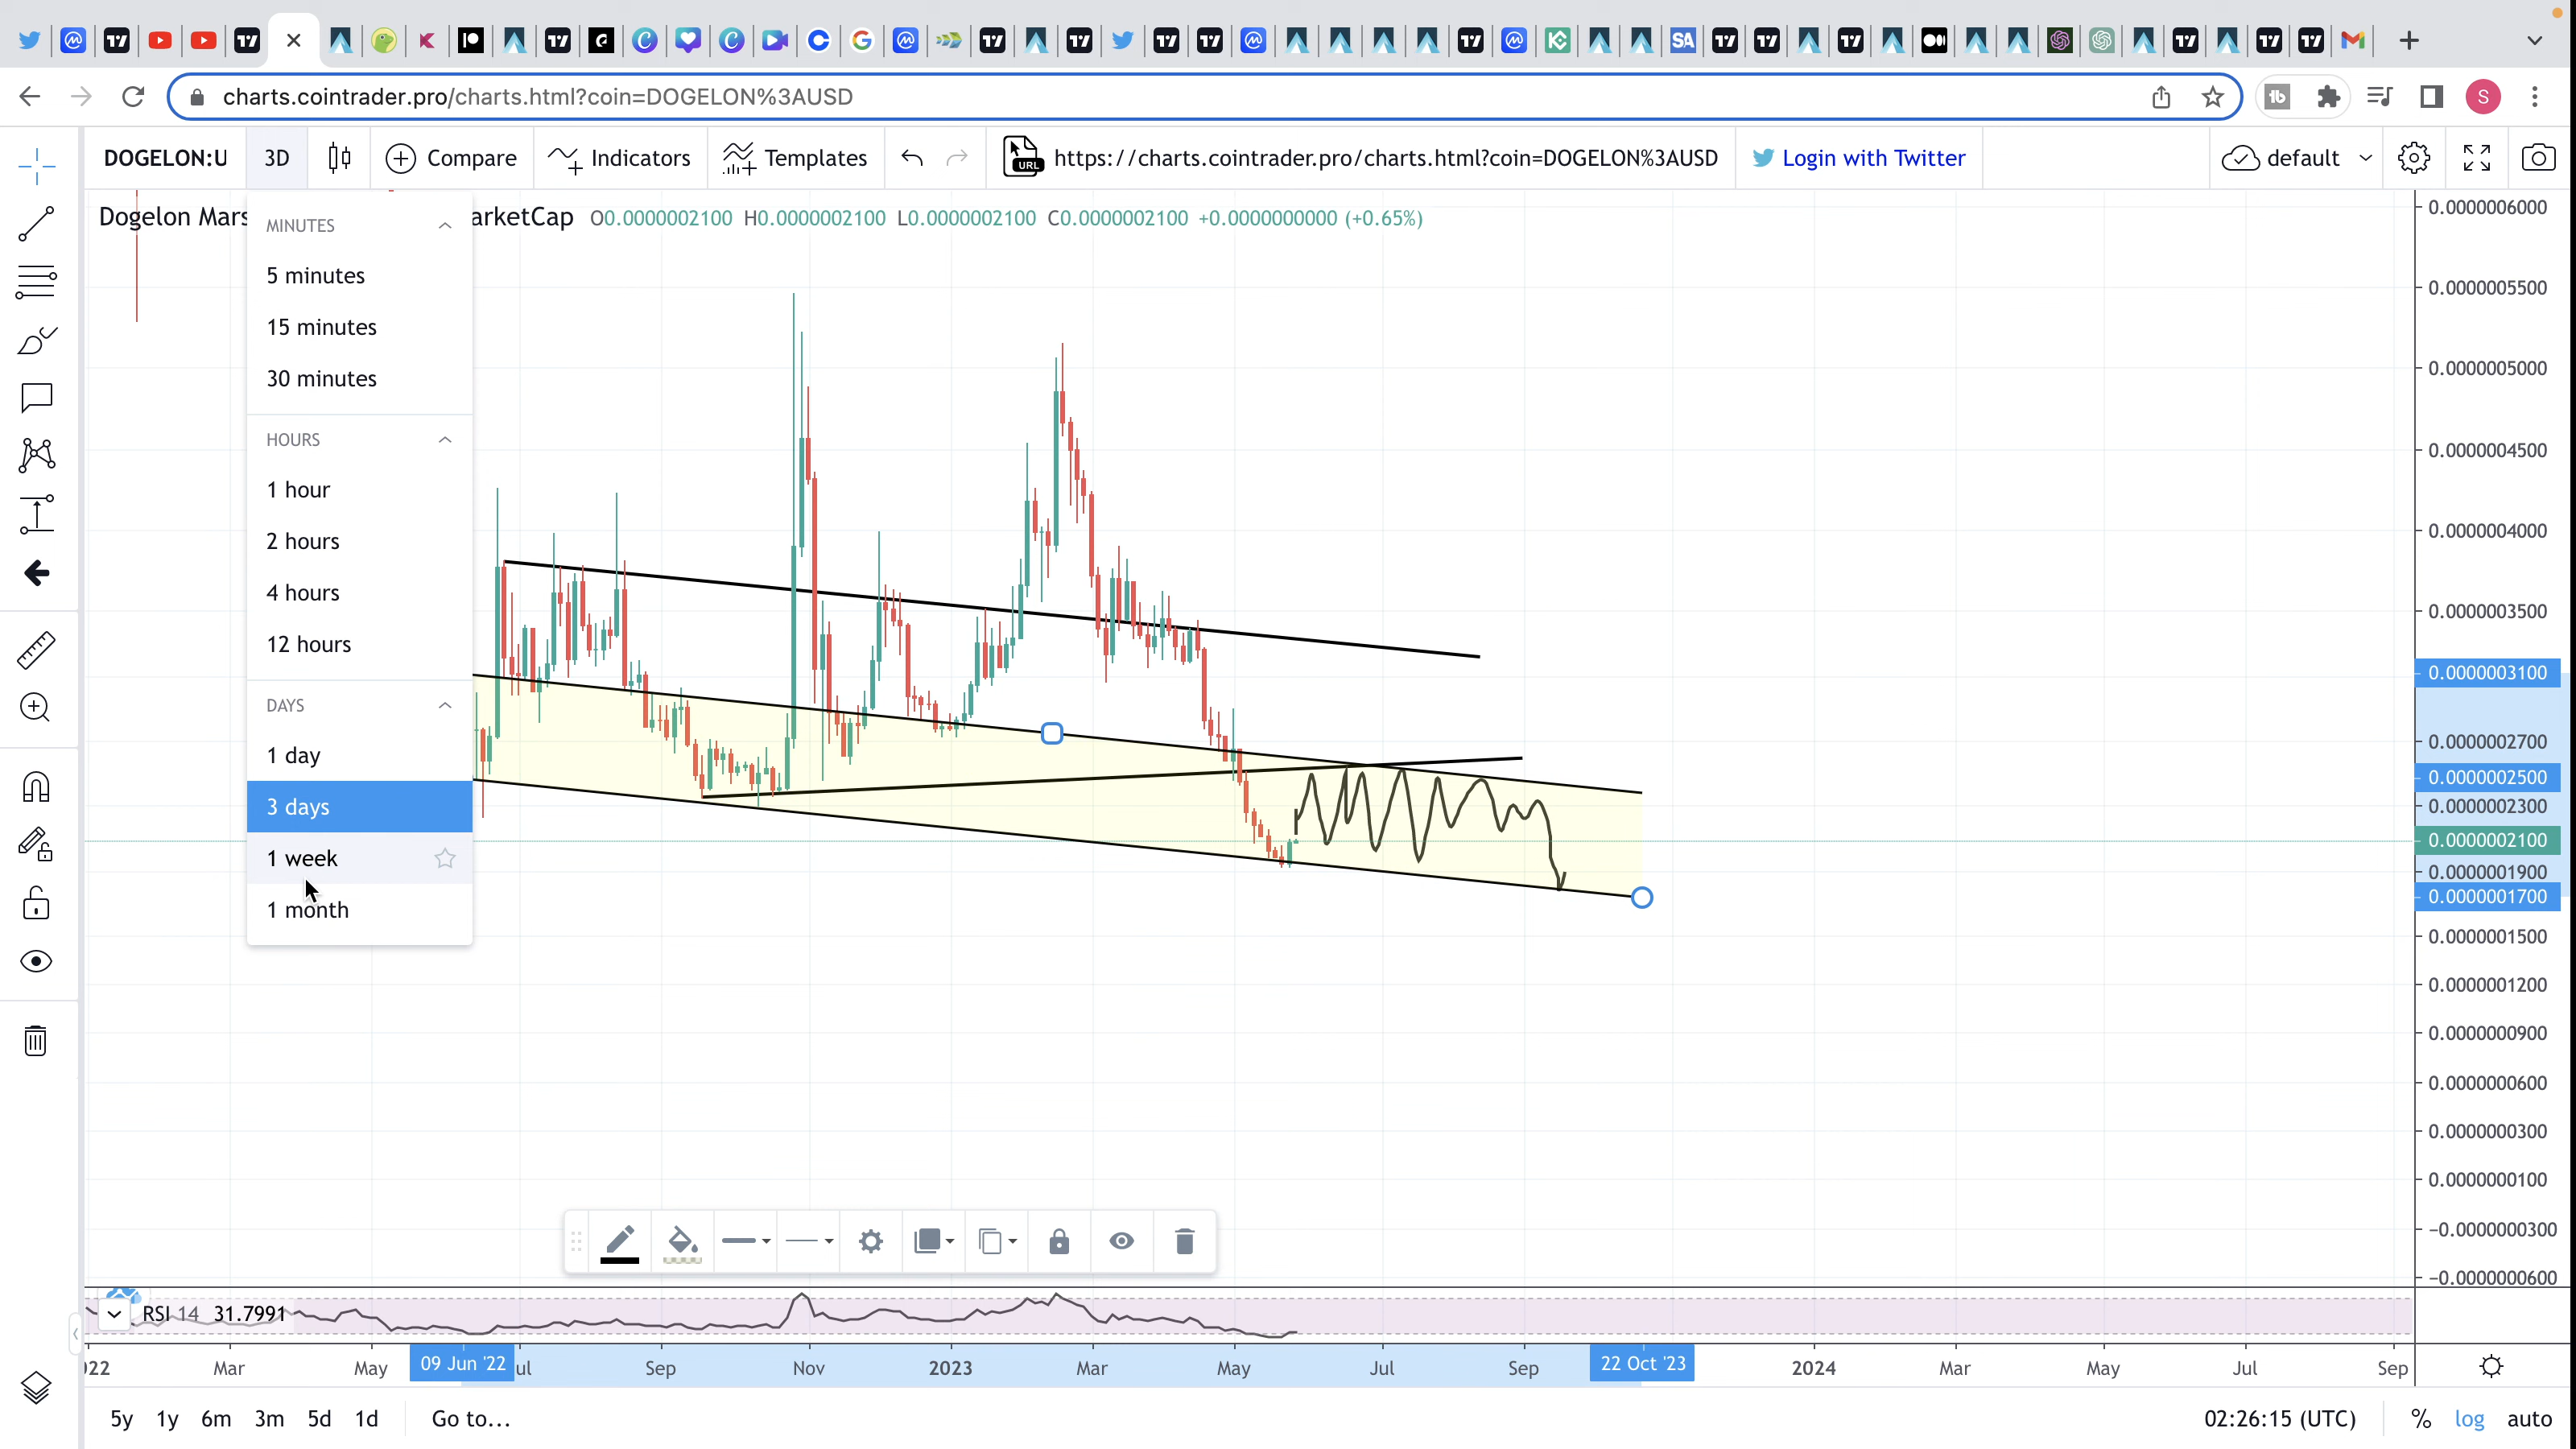 charts.cointrader.pro/charts.html?coin=DOGELON%3AUSD
S
DOGELON:U 3D Compare Indicators Templates URL https://charts.cointrader.pro/charts.html?coin=DOGELON%3AUSD Login with Twitter default
Dogelon Mars arketCap O0.0000002100 H0.0000002100 L0.0000002100 C0.0000002100 +0.0000000000 (+0.65%)
MINUTES
5 minutes
15 minutes
30 minutes
HOURS
1 hour
2 hours
4 hours
12 hours
DAYS
1 day
3 days
1 week
1 month
0.0000006000
0.0000005500
0.0000005000
0.0000004500
0.0000004000
0.0000003500
0.0000003100
0.0000002700
0.0000002500
0.0000002300
0.0000002100
0.0000001900
0.0000001700
0.0000001500
0.0000001200
0.0000000900
0.0000000600
0.0000000300
0.0000000100
−0.0000000300
−0.0000000600
RSI 14 31.7991
022 Mar May 09 Jun '22 ul Sep Nov 2023 Mar May Jul Sep 22 Oct '23 2024 Mar May Jul Sep
5y 1y 6m 3m 5d 1d Go to... 02:26:15 (UTC) % log auto